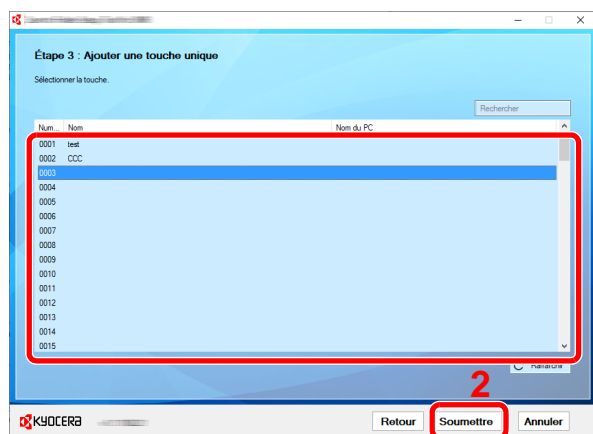 Étape 3 : Ajouter une touche unique
Sélectionner la touche.
Rechercher
Num... Nom Nom du PC
0001 test
0002 CCC
0003
0004
0005
0006
0007
0008
0009
0010
0011
0012
0013
0014
0015
2
KYOCERA Retour Soumettre Annuler